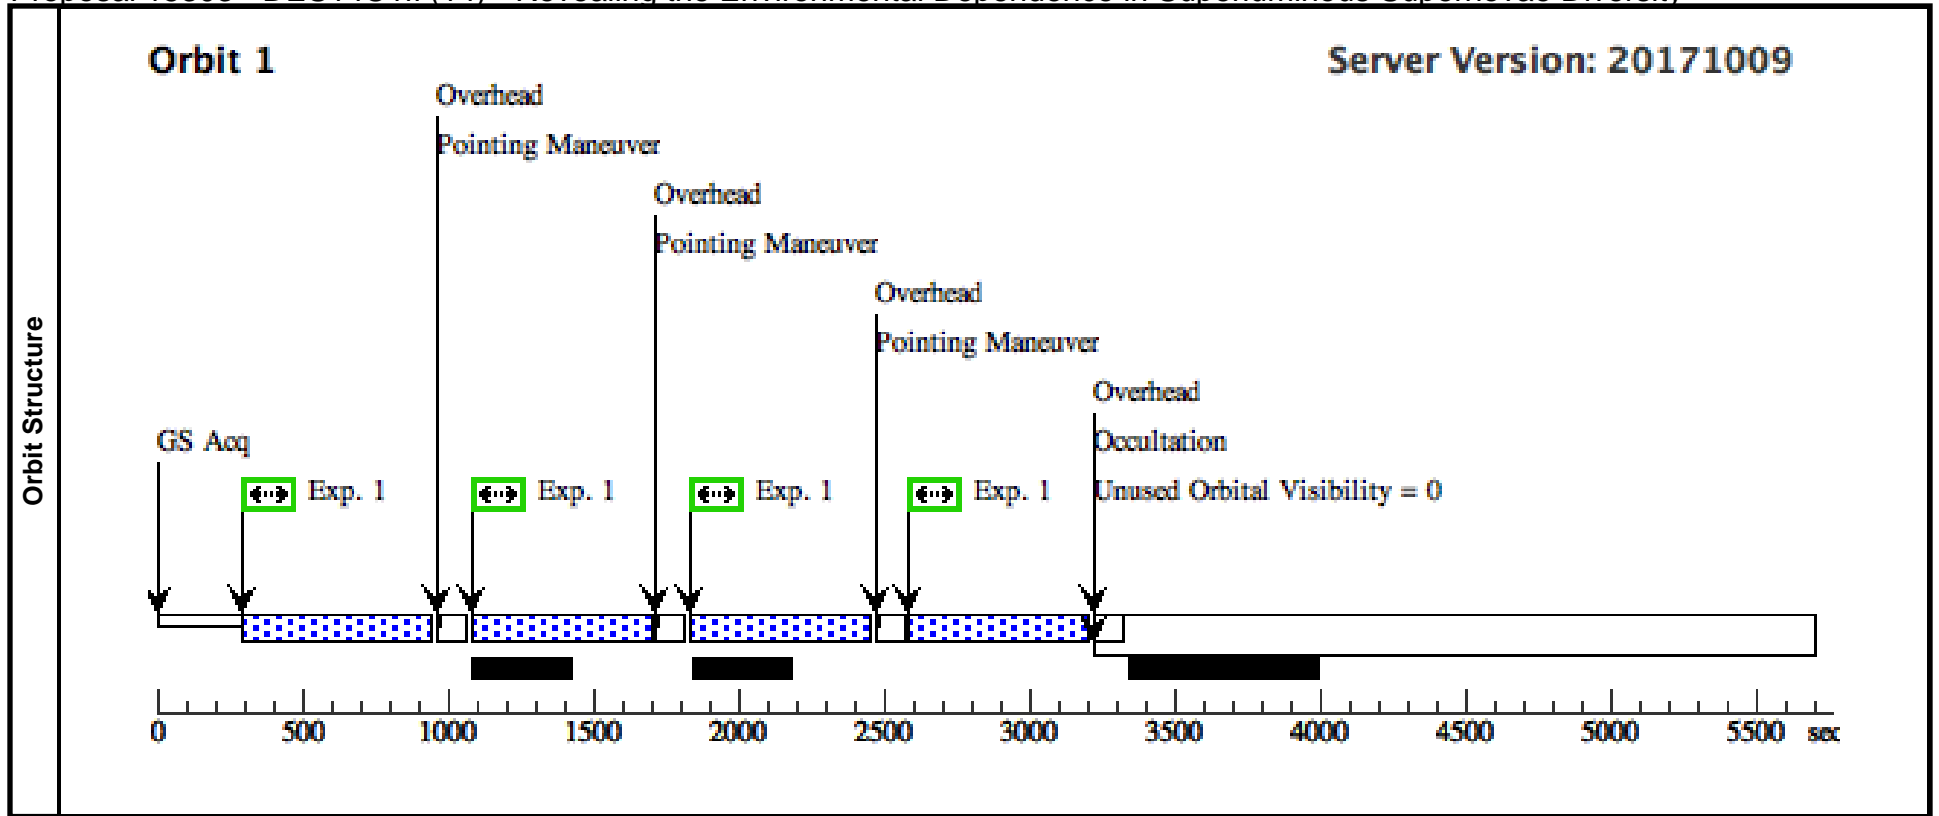 Orbit Structure
Orbit 1
Server Version: 20171009
Overhead
Pointing Maneuver
Overhead
Pointing Maneuver
Overhead
Pointing Maneuver
Overhead
GS Acq
Occultation
Exp. 1
Exp. 1
Exp. 1
Exp. 1
Unused Orbital Visibility = 0
0 500 1000 1500 2000 2500 3000 3500 4000 4500 5000 5500 sec